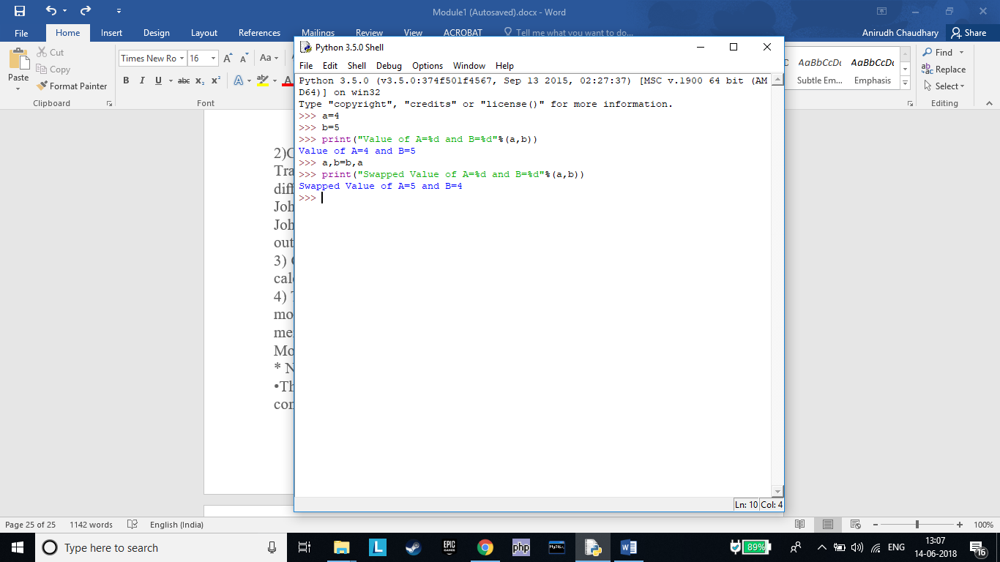 Module1 (Autosaved).docx - Word
File Home Insert Design Layout References Mailings Review View ACROBAT Tell me what you want to do... Anirudh Chaudhary Share
Paste
Cut
Copy
Format Painter
Clipboard
Times New Ro 16
B I U abc x₂ x²
Font
AaBbCcDc AaBbCcDc
Subtle Em... Emphasis
Find
Replace
Select
Editing
Python 3.5.0 Shell
File Edit Shell Debug Options Window Help
Python 3.5.0 (v3.5.0:374f501f4567, Sep 13 2015, 02:27:37) [MSC v.1900 64 bit (AM
D64)] on win32
Type "copyright", "credits" or "license()" for more information.
>>> a=4
>>> b=5
>>> print("Value of A=%d and B=%d"%(a,b))
Value of A=4 and B=5
>>> a,b=b,a
>>> print("Swapped Value of A=%d and B=%d"%(a,b))
Swapped Value of A=5 and B=4
>>>
Ln: 10 Col: 4
2)
Tra
diff
Joh
Joh
out
3)
calc
4)
mo
Mo
* N
•Th
Page 25 of 25 1142 words English (India) 100%
Type here to search
L EPIC GAMES php MySQL W 89% ENG 13:07
14-06-2018 16